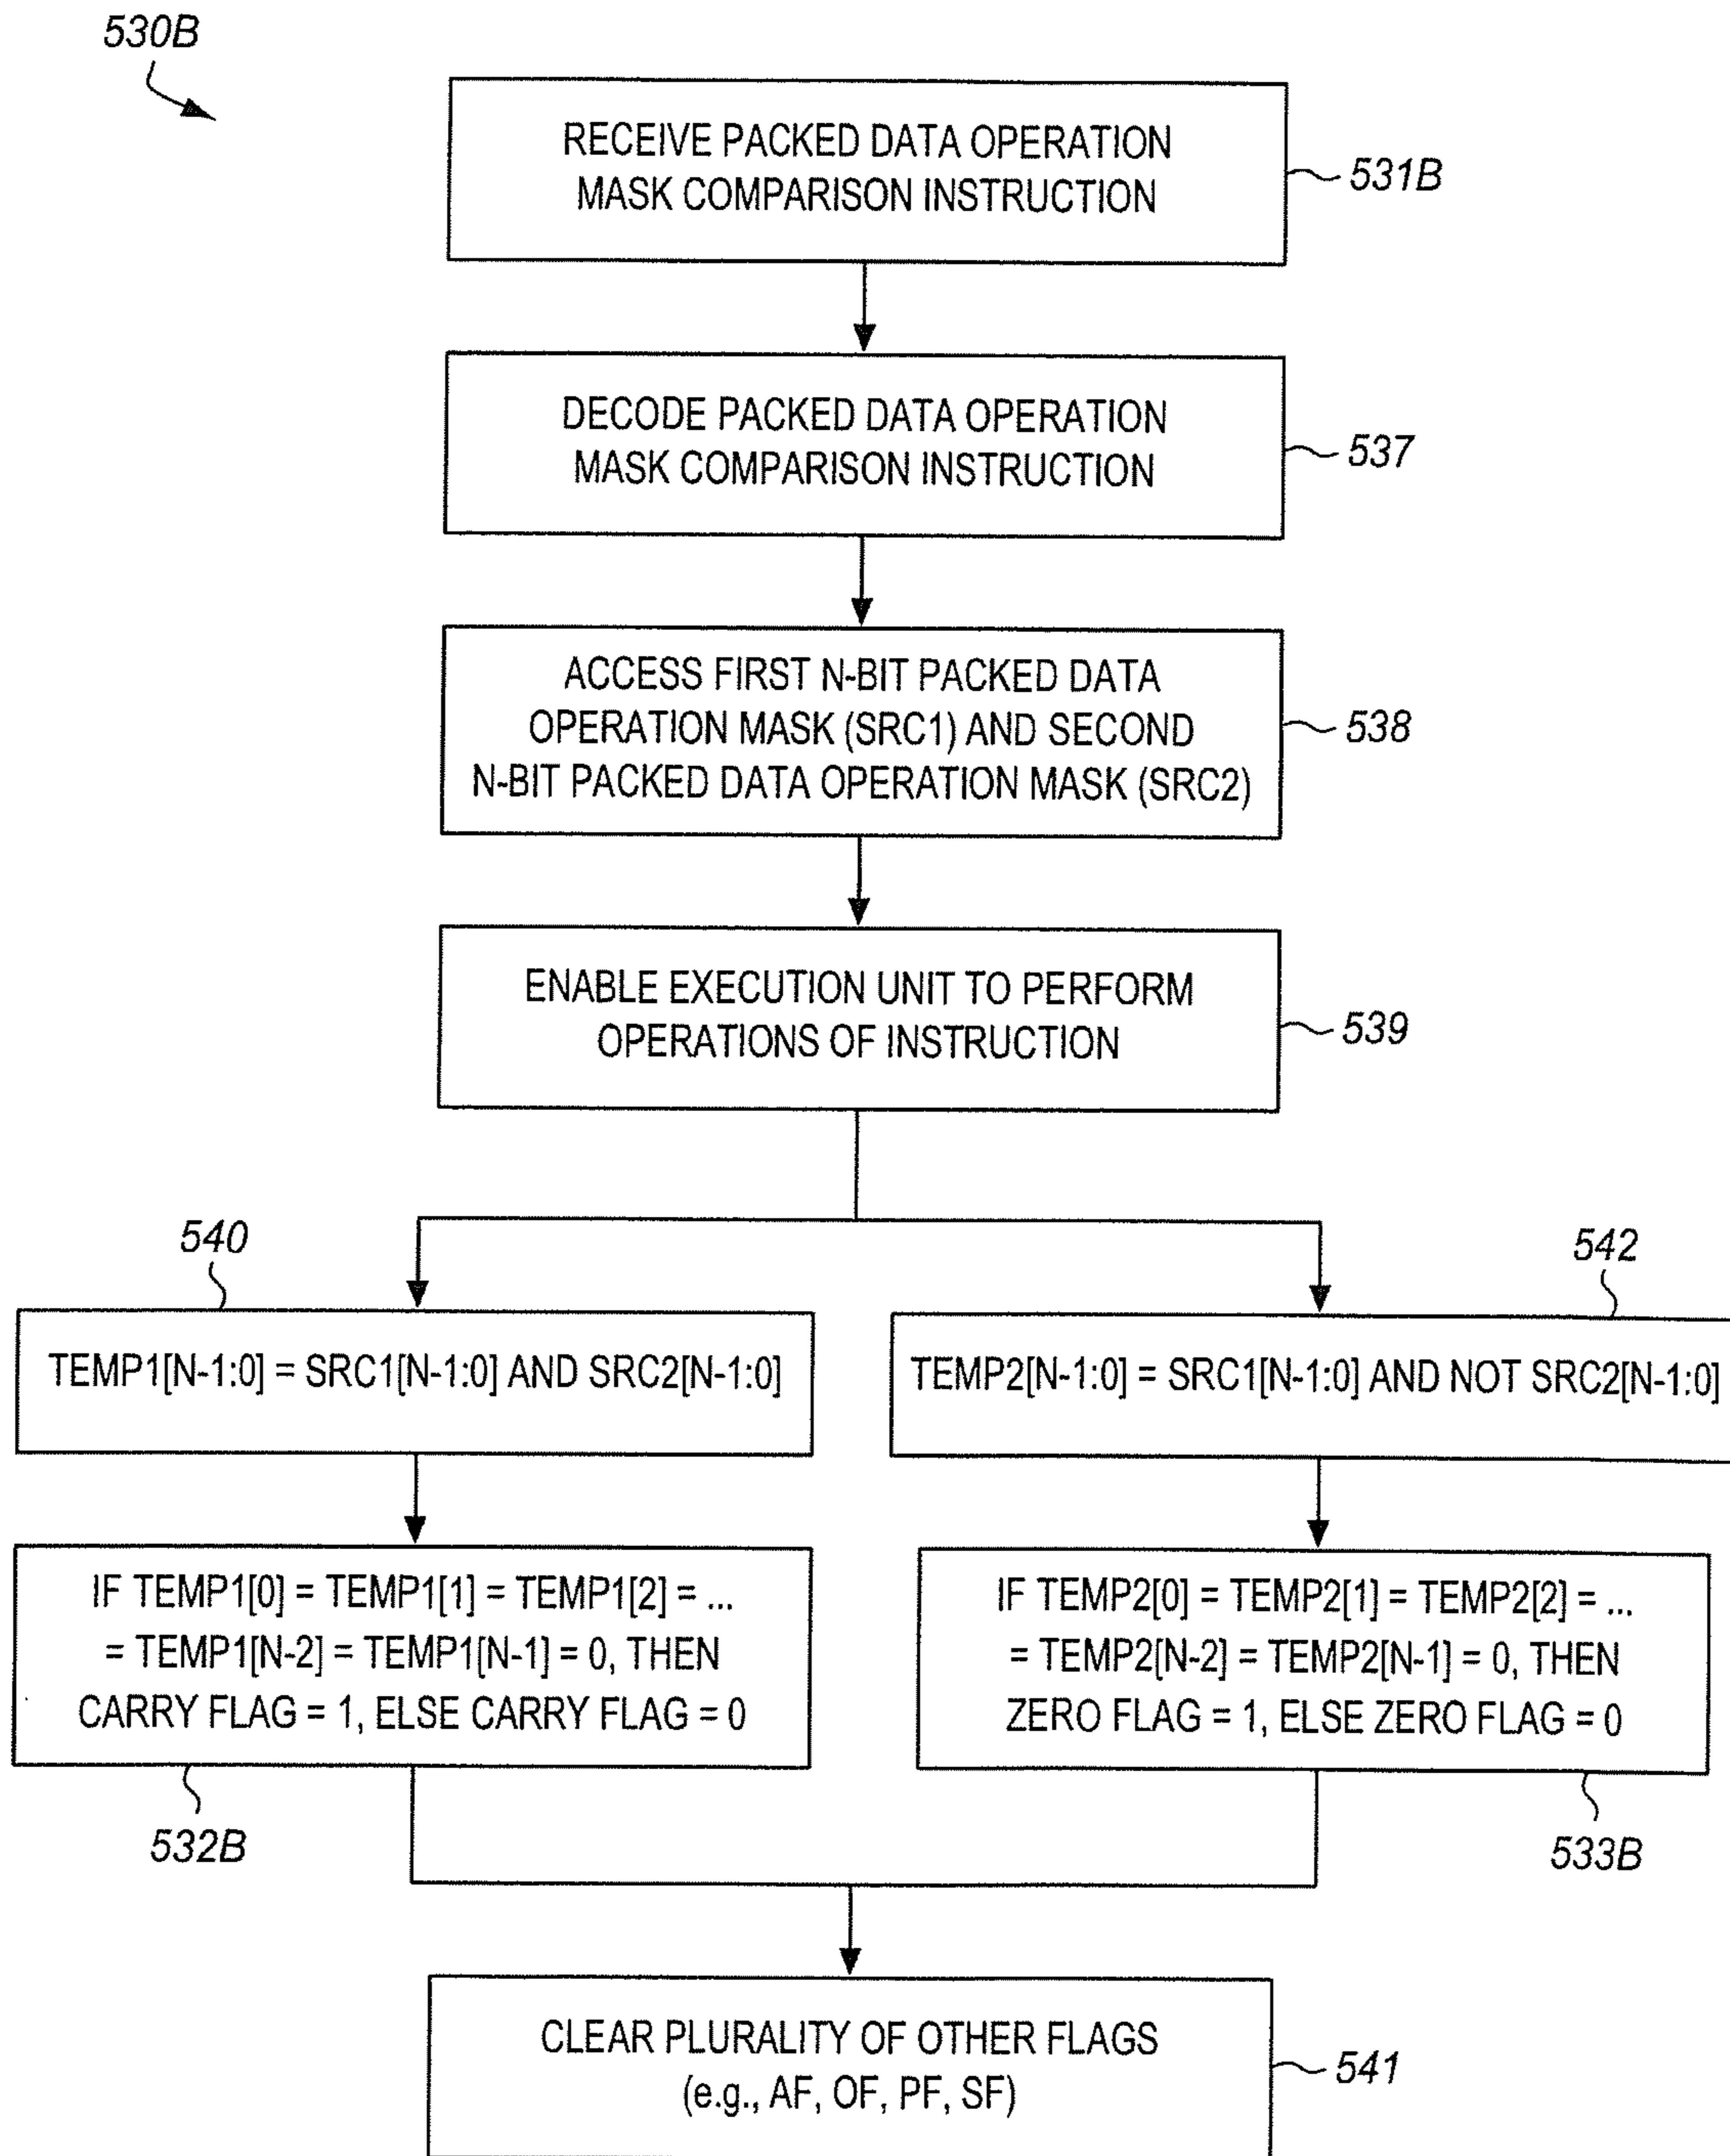 530B
RECEIVE PACKED DATA OPERATION
MASK COMPARISON INSTRUCTION
531B
DECODE PACKED DATA OPERATION
MASK COMPARISON INSTRUCTION
537
ACCESS FIRST N-BIT PACKED DATA
OPERATION MASK (SRC1) AND SECOND
N-BIT PACKED DATA OPERATION MASK (SRC2)
538
ENABLE EXECUTION UNIT TO PERFORM
OPERATIONS OF INSTRUCTION
539
540
TEMP1[N-1:0] = SRC1[N-1:0] AND SRC2[N-1:0]
542
TEMP2[N-1:0] = SRC1[N-1:0] AND NOT SRC2[N-1:0]
IF TEMP1[0] = TEMP1[1] = TEMP1[2] = ...
= TEMP1[N-2] = TEMP1[N-1] = 0, THEN
CARRY FLAG = 1, ELSE CARRY FLAG = 0
532B
IF TEMP2[0] = TEMP2[1] = TEMP2[2] = ...
= TEMP2[N-2] = TEMP2[N-1] = 0, THEN
ZERO FLAG = 1, ELSE ZERO FLAG = 0
533B
CLEAR PLURALITY OF OTHER FLAGS
(e.g., AF, OF, PF, SF)
541